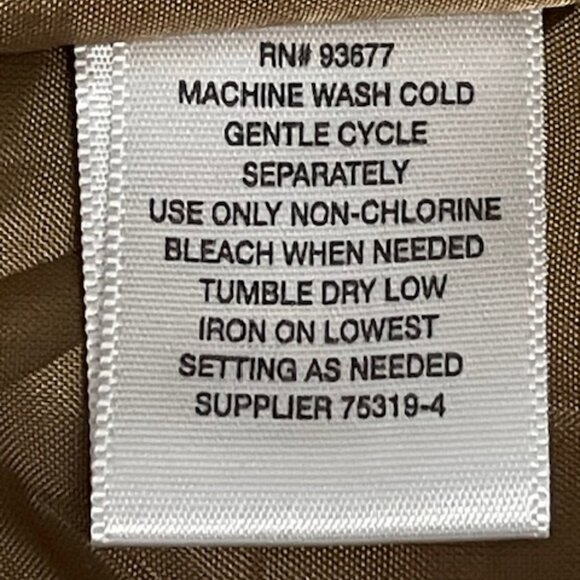 RN# 93677
MACHINE WASH COLD
GENTLE CYCLE
SEPARATELY
USE ONLY NON-CHLORINE
BLEACH WHEN NEEDED
TUMBLE DRY LOW
IRON ON LOWEST
SETTING AS NEEDED
SUPPLIER 75319-4